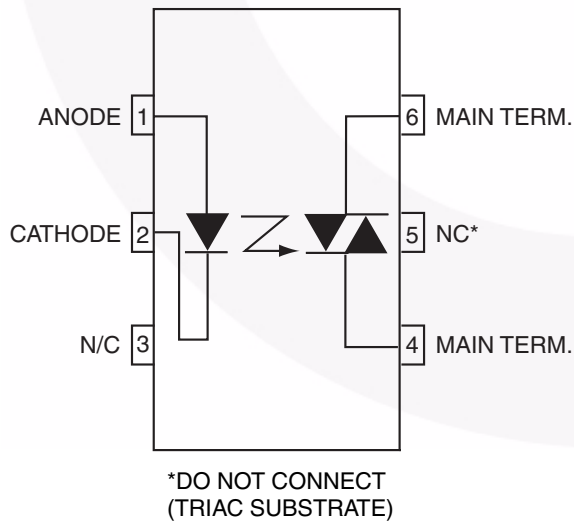 ANODE 1
6 MAIN TERM.
CATHODE 2
5 NC*
N/C 3
4 MAIN TERM.
*DO NOT CONNECT
(TRIAC SUBSTRATE)